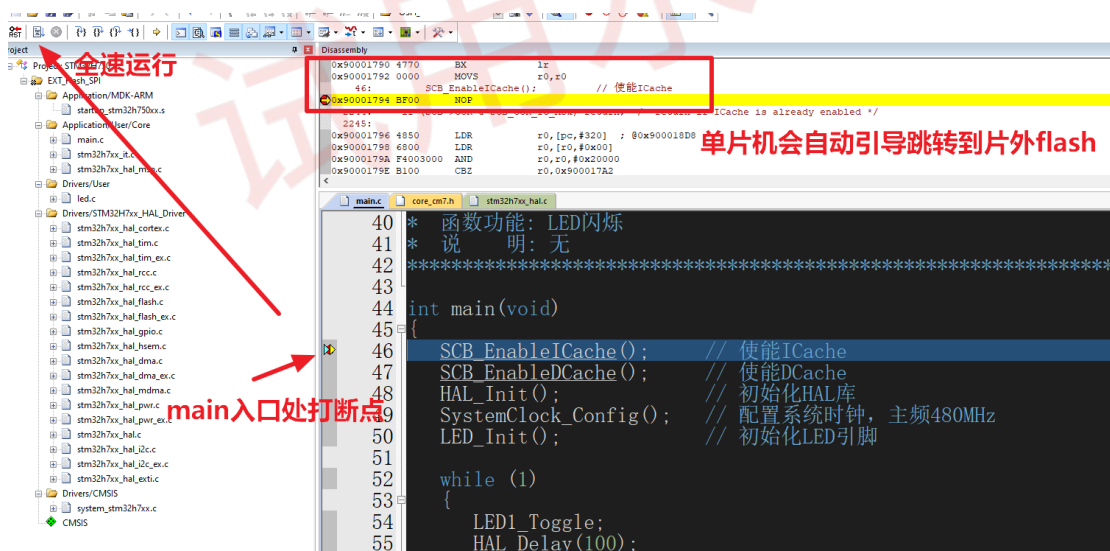 试用水
RST
Project
Disassembly
0x90001790 4770 BX lr
0x90001792 0000 MOVS r0,r0
46: SCB_EnableICache(); // 使能ICache
0x90001794 BF00 NOP
ICache is already enabled */
2245:
0x90001796 4850 LDR r0,[pc,#320] ; @0x900018D8
0x90001798 6800 LDR r0,[r0,#0x00]
0x9000179A F4003000 AND r0,r0,#0x20000
0x9000179E B100 CBZ r0,0x900017A2
全速运行
单片机会自动引导跳转到片外flash
main入口处打断点
EXT_Flash_SPI
Application/MDK-ARM
startup_stm32h750xx.s
Application/User/Core
main.c
stm32h7xx_it.c
stm32h7xx_hal_msp.c
Drivers/User
led.c
Drivers/STM32H7xx_HAL_Driver
stm32h7xx_hal_cortex.c
stm32h7xx_hal_tim.c
stm32h7xx_hal_tim_ex.c
stm32h7xx_hal_rcc.c
stm32h7xx_hal_rcc_ex.c
stm32h7xx_hal_flash.c
stm32h7xx_hal_flash_ex.c
stm32h7xx_hal_gpio.c
stm32h7xx_hal_hsem.c
stm32h7xx_hal_dma.c
stm32h7xx_hal_dma_ex.c
stm32h7xx_hal_mdma.c
stm32h7xx_hal_pwr.c
stm32h7xx_hal_pwr_ex.c
stm32h7xx_hal.c
stm32h7xx_hal_i2c.c
stm32h7xx_hal_i2c_ex.c
stm32h7xx_hal_exti.c
Drivers/CMSIS
system_stm32h7xx.c
CMSIS
main.c core_cm7.h stm32h7xx_hal.c
40 * 函数功能: LED闪烁
41 * 说 明: 无
42 ******************************************************************
43
44 int main(void)
45 {
46 SCB_EnableICache(); // 使能ICache
47 SCB_EnableDCache(); // 使能DCache
48 HAL_Init(); // 初始化HAL库
49 SystemClock_Config(); // 配置系统时钟，主频480MHz
50 LED_Init(); // 初始化LED引脚
51
52 while (1)
53 {
54 LED1_Toggle;
55 HAL_Delay(100);